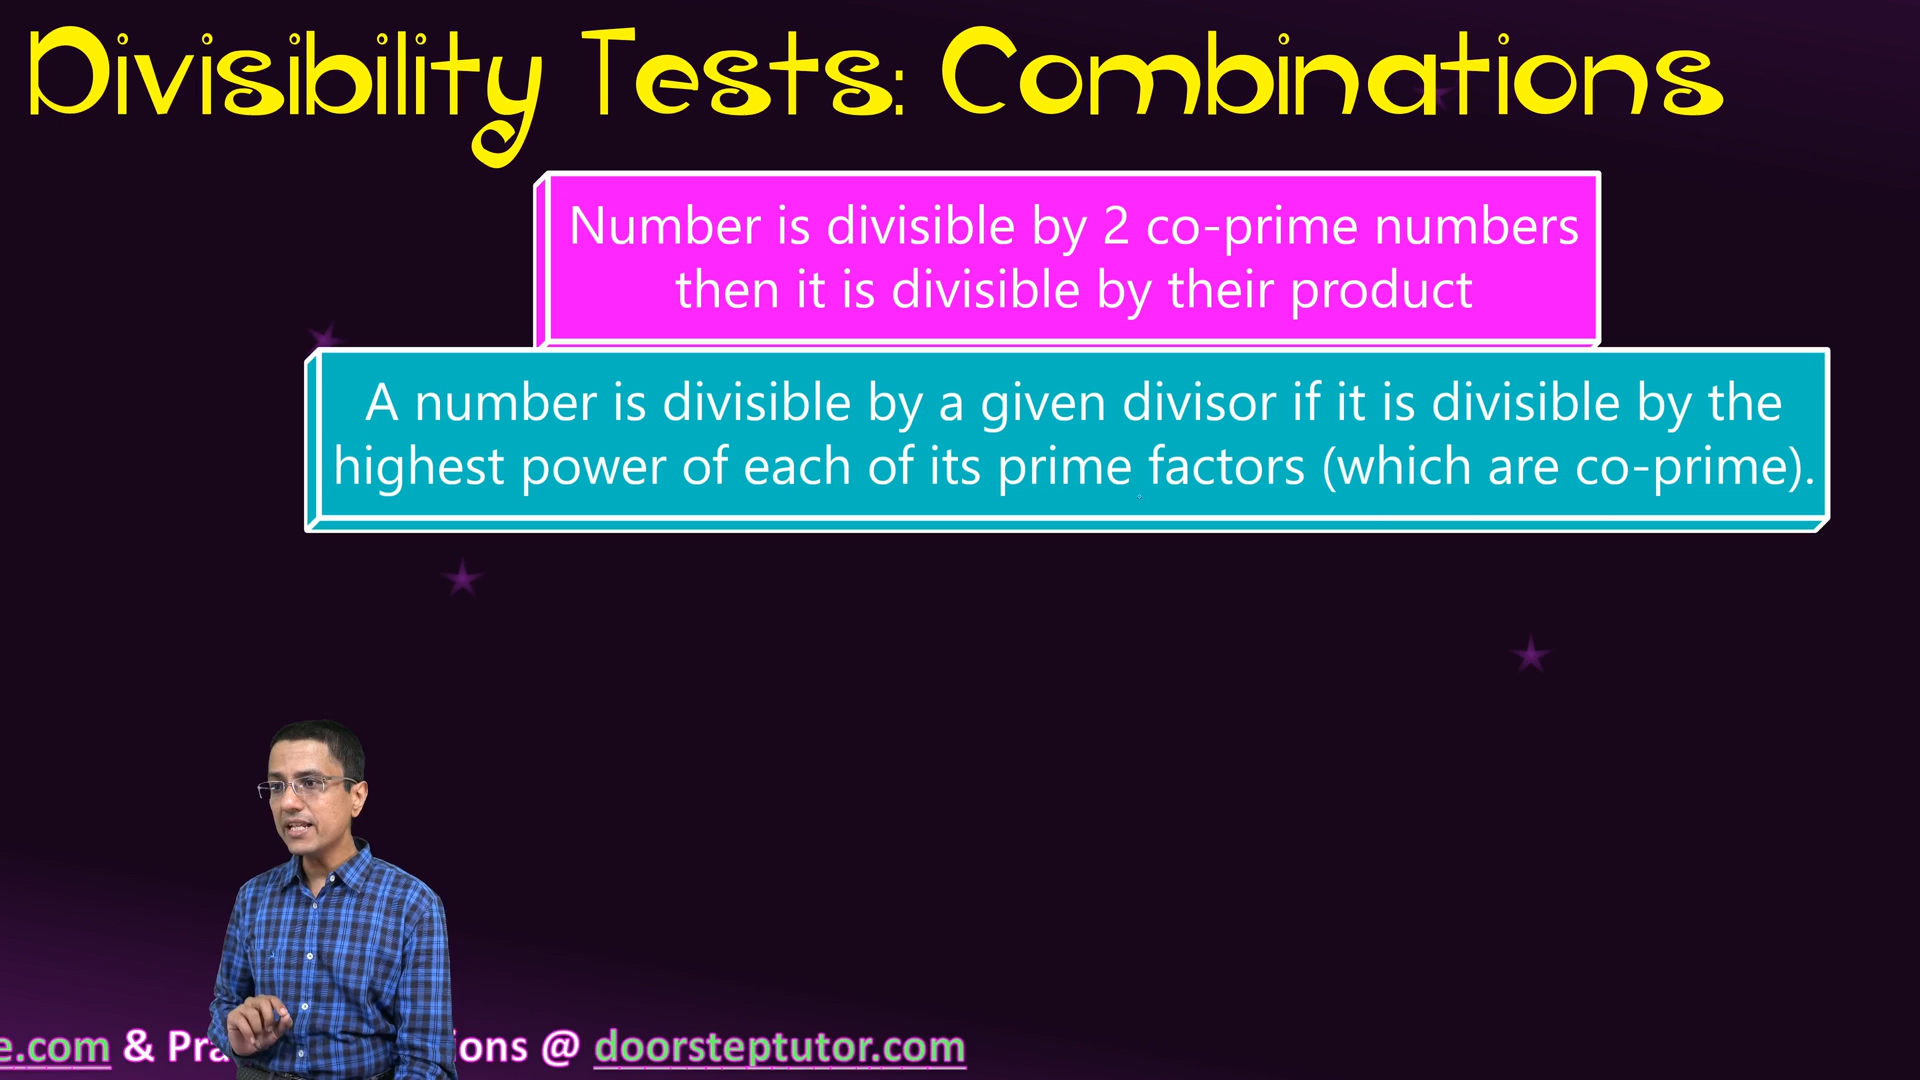 Divisibility Tests: Combinations
Number is divisible by 2 co-prime numbers
then it is divisible by their product
A number is divisible by a given divisor if it is divisible by the
highest power of each of its prime factors (which are co-prime).
e.com & Pra ions @ doorsteptutor.com